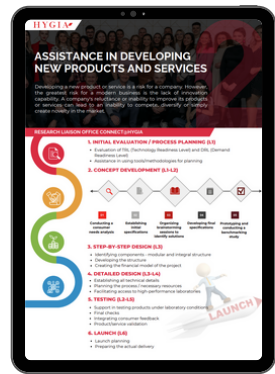 HYGIA
ASSISTANCE IN DEVELOPING
NEW PRODUCTS AND SERVICES
Developing a new product or service is a risk for a company. However,
the greatest risk for a modern business is the lack of innovation
capability. A company's reluctance or inability to improve its products
or services can lead to an inability to compete, diversify or simply
create novelty in the market.
RESEARCH LIAISON OFFICE CONNECT@HYGIA
1. INITIAL EVALUATION / PROCESS PLANNING (L1)
Evaluation of TRL (Technology Readiness Level) and DRL (Demand
Readiness Level)
Assistance in using tools/methodologies for planning
2. CONCEPT DEVELOPMENT (L1-L2)
Conducting a
consumer
needs analysis
Establishing
initial
specifications
Organizing
brainstorming
sessions to
identify solutions
Developing final
specifications
Prototyping and
conducting a
benchmarking
study
3. STEP-BY-STEP DESIGN (L3)
Identifying components - modular and integral structure
Developing the structure
Creating the financial model of the project
4. DETAILED DESIGN (L3-L4)
Establishing all technical details
Planning the process / necessary resources
Facilitating access to high-performance laboratories
5. TESTING (L2-L5)
Support in testing products under laboratory conditions
Final checks
Integrating consumer feedback
Product/service validation
6. LAUNCH (L6)
Launch planning
Preparing the actual delivery
LAUNCH